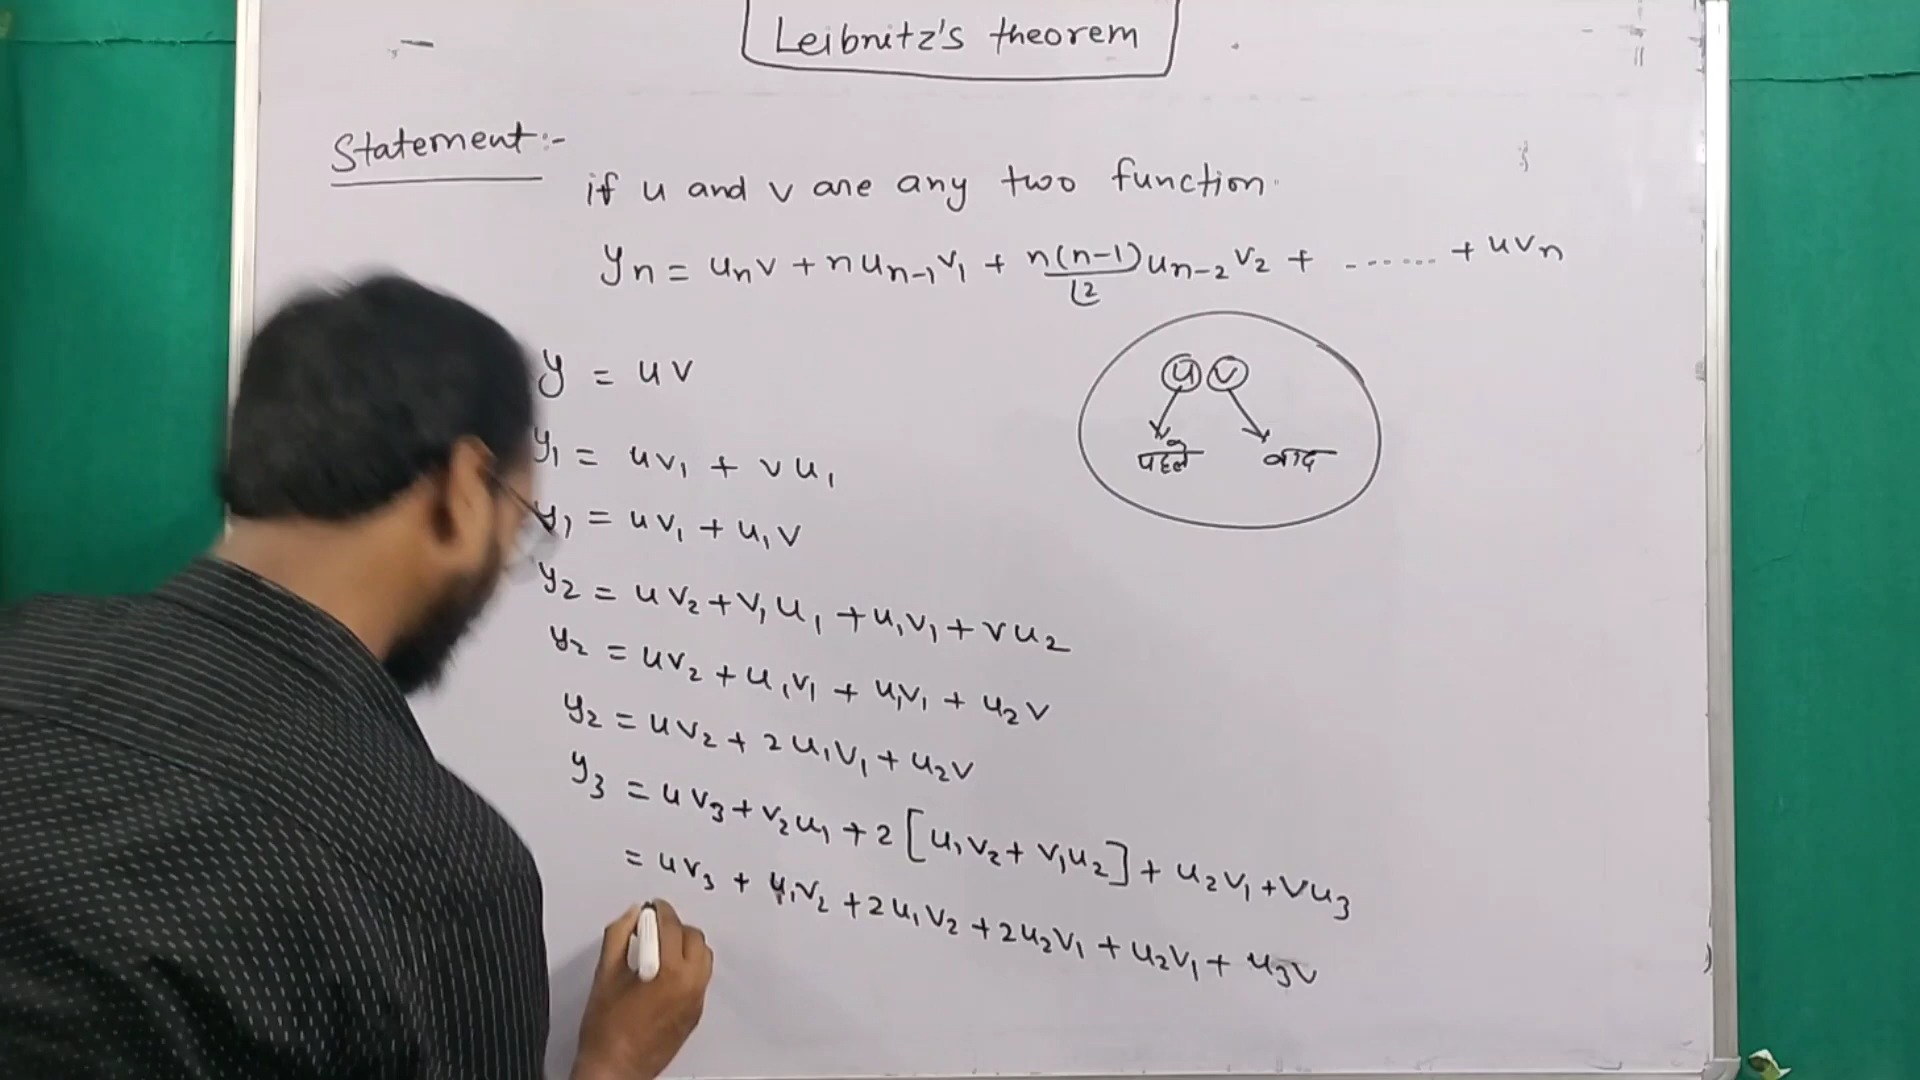 Leibnitz's theorem
Statement:-
if u and v are any two function.
yₙ = uₙv + nuₙ₋₁v₁ + n(n-1)/⌊2 uₙ₋₂v₂ + ....... + uvₙ
u v
पहले बाद
y = uv
y₁ = uv₁ + vu₁
y₁ = uv₁ + u₁v
y₂ = uv₂ + v₁u₁ + u₁v₁ + vu₂
y₂ = uv₂ + u₁v₁ + u₁v₁ + u₂v
y₂ = uv₂ + 2u₁v₁ + u₂v
y₃ = uv₃ + v₂u₁ + 2[u₁v₂ + v₁u₂] + u₂v₁ + vu₃
= uv₃ + u₁v₂ + 2u₁v₂ + 2u₂v₁ + u₂v₁ + u₃v